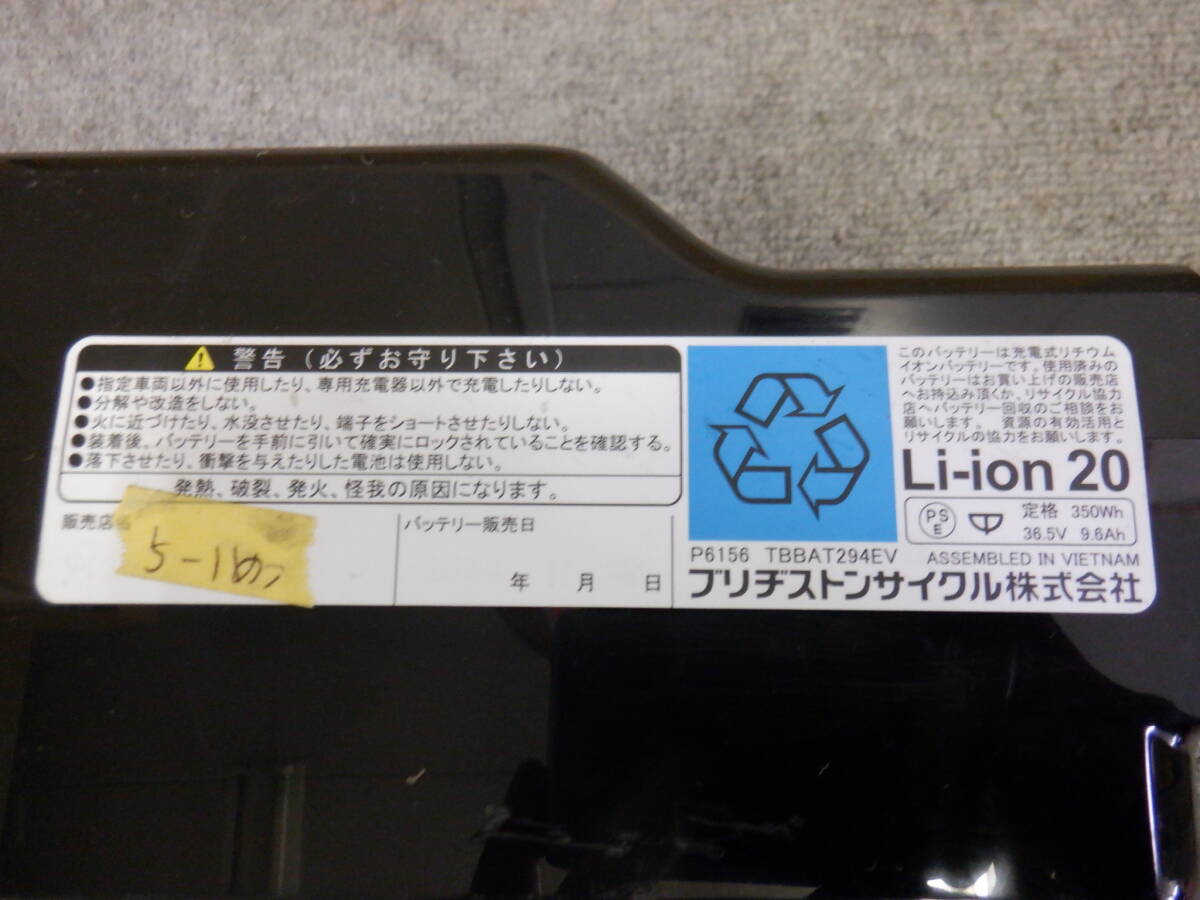 警告(必ずお守り下さい)
●指定車両以外に使用したり、専用充電器以外で充電したりしない。
●分解や改造をしない。
●火に近づけたり、水没させたり、端子をショートさせたりしない。
●装着後、バッテリーを手前に引いて確実にロックされていることを確認する。
●落下させたり、衝撃を与えたりした電池は使用しない。
発熱、破裂、発火、怪我の原因になります。
販売店名
5-1めっ
バッテリー販売日
年 月 日
このバッテリーは充電式リチウム
イオンバッテリーです。使用済みの
バッテリーはお買い上げの販売店
へお持込み頂くか、リサイクル協力
店へバッテリー回収のご相談をお
願いします。 資源の有効活用と
リサイクルの協力をお願いします。
Li-ion 20
PS
E
定格 350Wh
36.5V 9.6Ah
P6156 TBBAT294EV ASSEMBLED IN VIETNAM
ブリヂストンサイクル株式会社